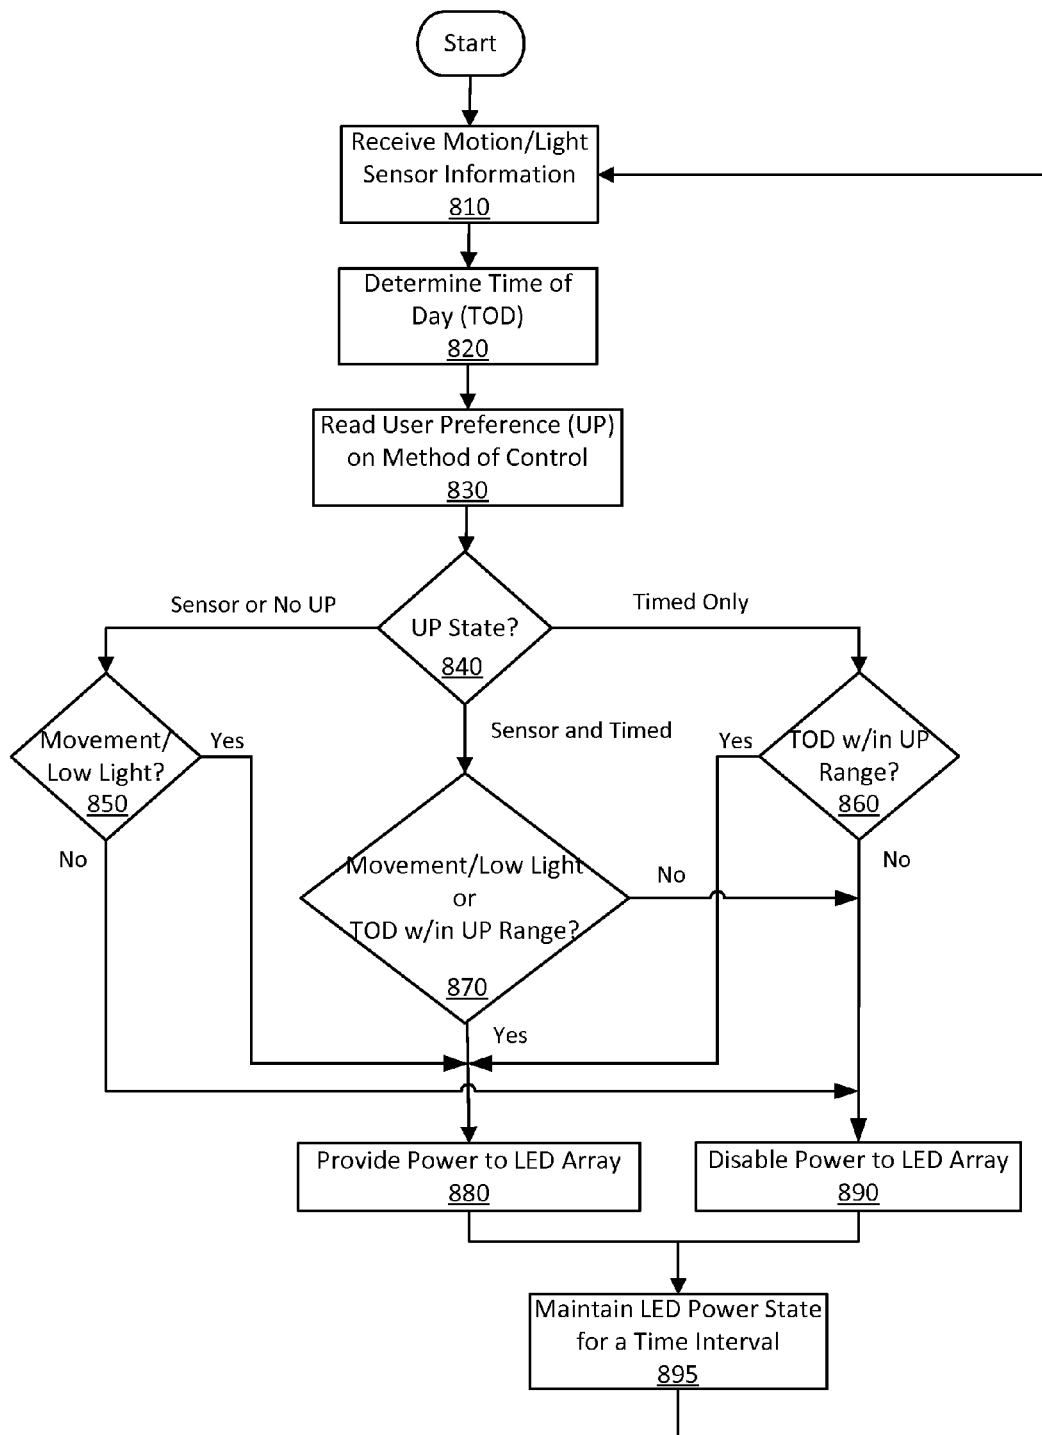 Start
Receive Motion/Light
Sensor Information
810
Determine Time of
Day (TOD)
820
Read User Preference (UP)
on Method of Control
830
Sensor or No UP
Timed Only
UP State?
840
Sensor and Timed
Movement/
Low Light?
850
Yes
No
Yes
TOD w/in UP
Range?
860
No
Movement/Low Light
or
TOD w/in UP Range?
870
No
Yes
Provide Power to LED Array
880
Disable Power to LED Array
890
Maintain LED Power State
for a Time Interval
895